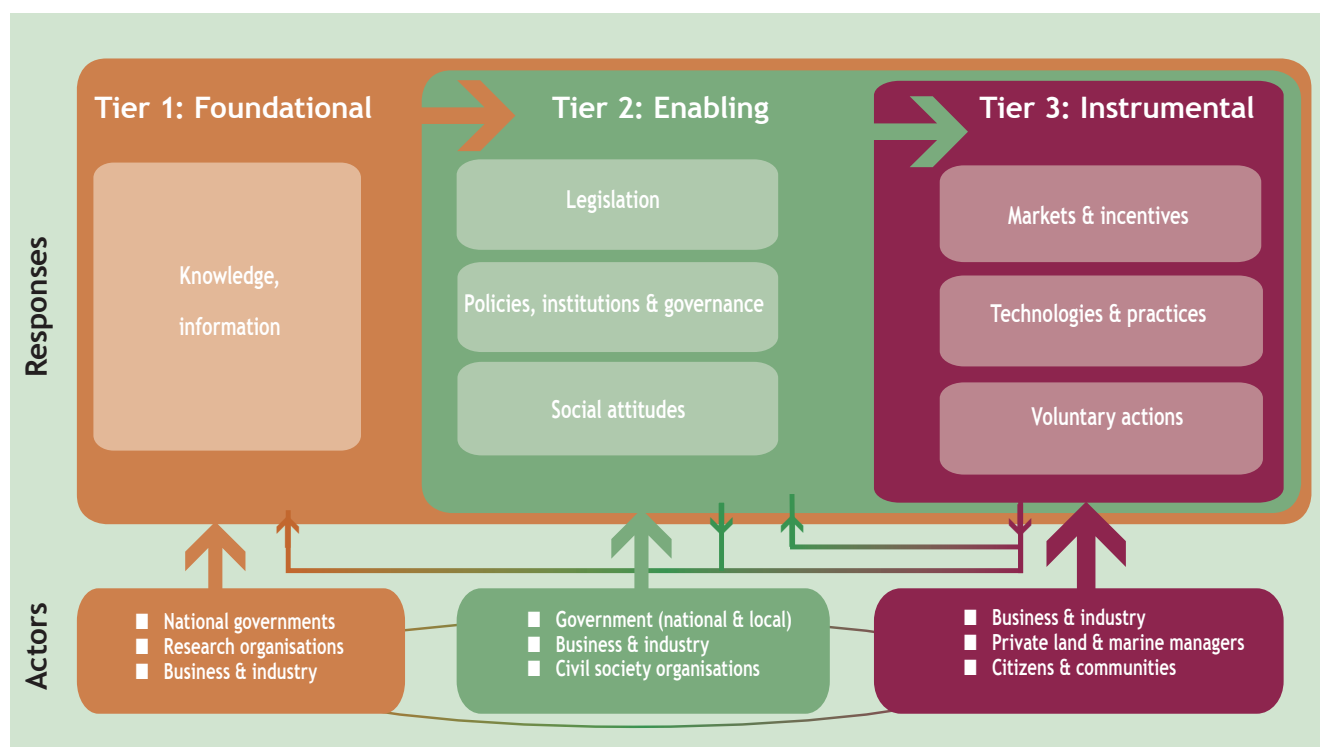 Tier 1: Foundational
Tier 2: Enabling
Tier 3: Instrumental
Responses
Knowledge,
information
Legislation
Policies, institutions & governance
Social attitudes
Markets & incentives
Technologies & practices
Voluntary actions
Actors
National governments
Research organisations
Business & industry
Government (national & local)
Business & industry
Civil society organisations
Business & industry
Private land & marine managers
Citizens & communities